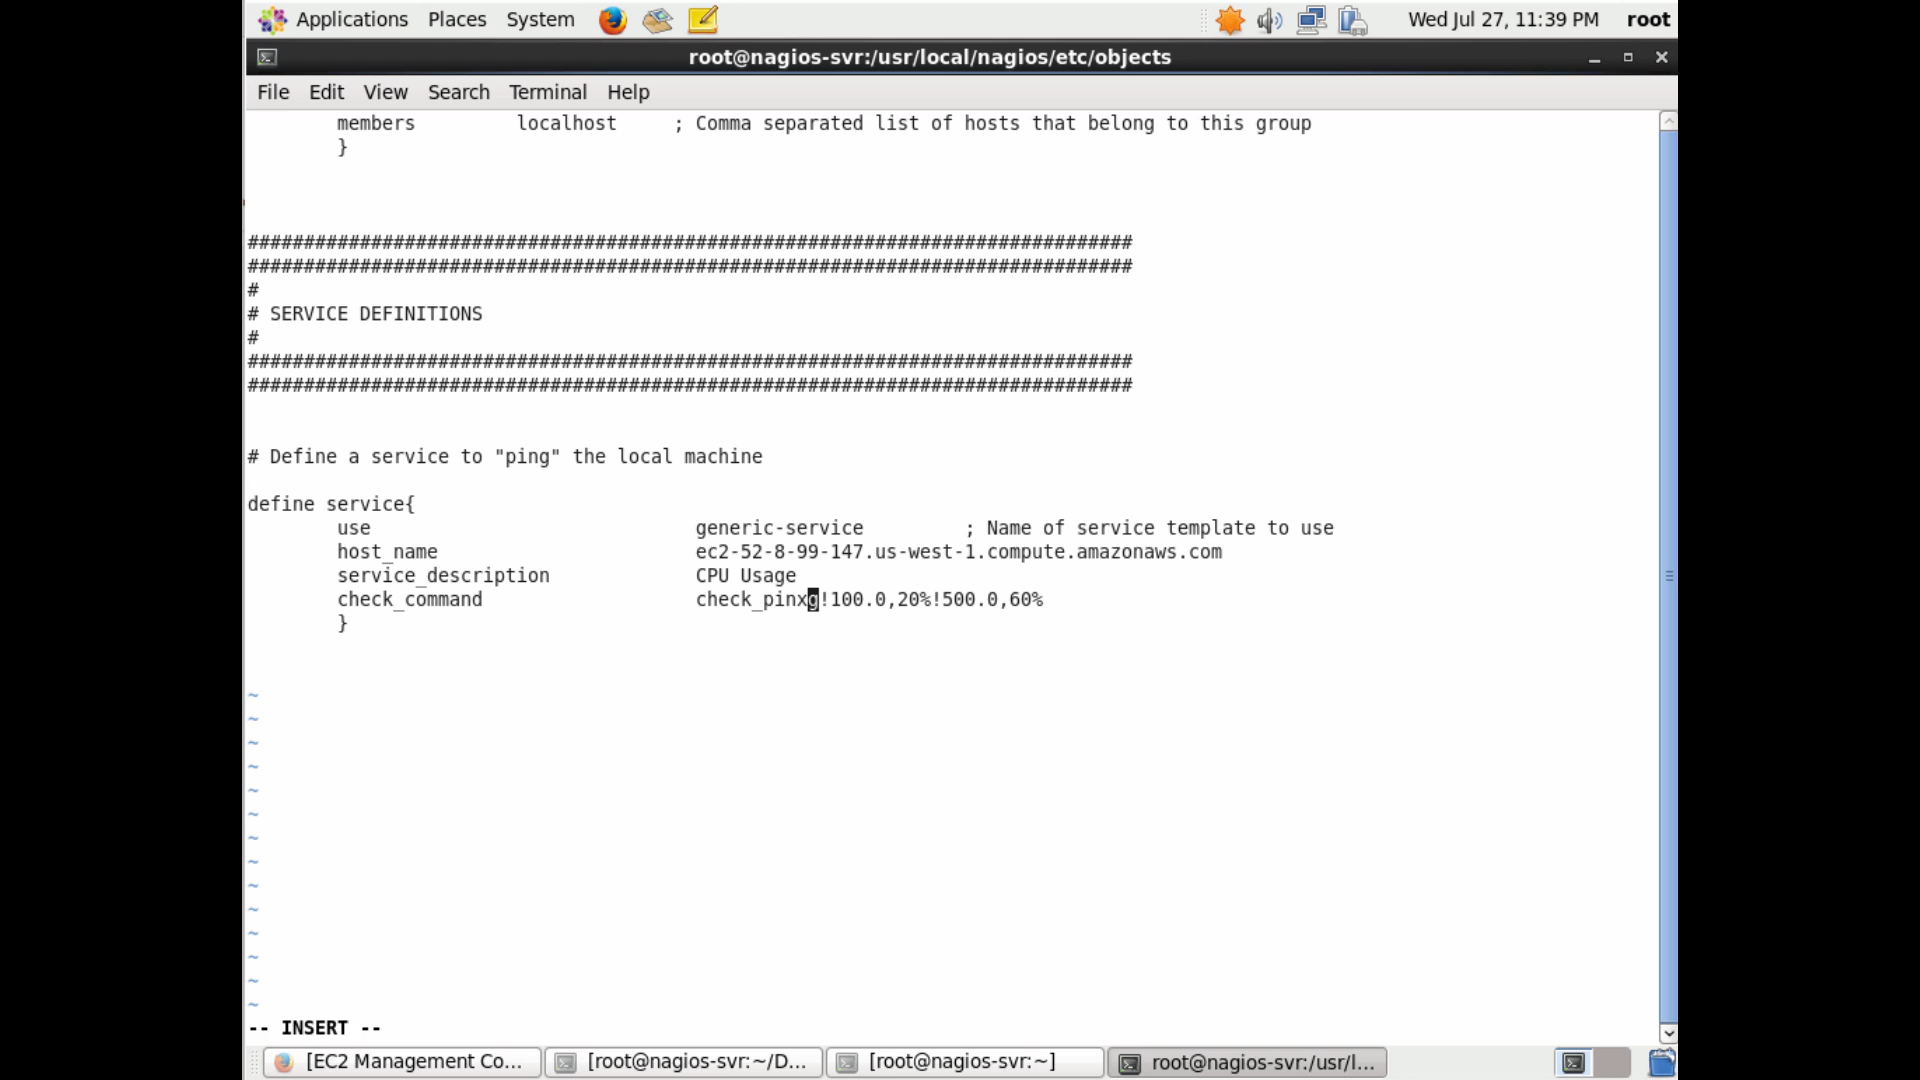 Applications Places System Wed Jul 27, 11:39 PM root
root@nagios-svr:/usr/local/nagios/etc/objects
File Edit View Search Terminal Help
members localhost ; Comma separated list of hosts that belong to this group
}
###############################################################################
###############################################################################
#
# SERVICE DEFINITIONS
#
###############################################################################
###############################################################################
# Define a service to "ping" the local machine
define service{
use generic-service ; Name of service template to use
host_name ec2-52-8-99-147.us-west-1.compute.amazonaws.com
service_description CPU Usage
check_command check_pinxg!100.0,20%!500.0,60%
}
~
~
~
~
~
~
~
~
~
~
~
~
~
~
-- INSERT --
[EC2 Management Co... [root@nagios-svr:~/D... [root@nagios-svr:~] root@nagios-svr:/usr/l...